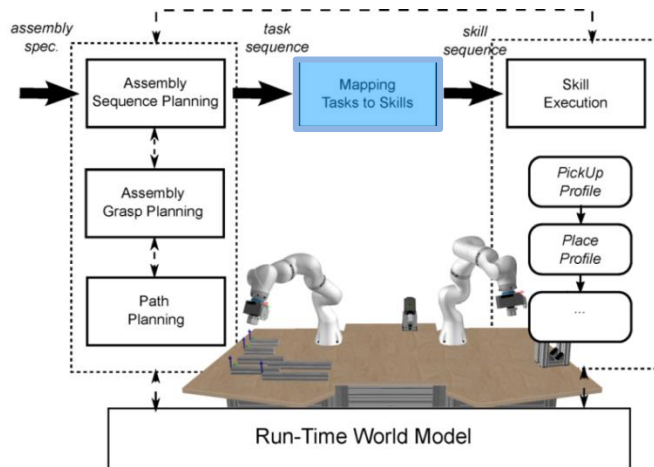 assembly
spec.
task
sequence
skill
sequence
Assembly
Sequence Planning
Mapping
Tasks to Skills
Skill
Execution
Assembly
Grasp Planning
PickUp
Profile
Path
Planning
Place
Profile
...
Run-Time World Model